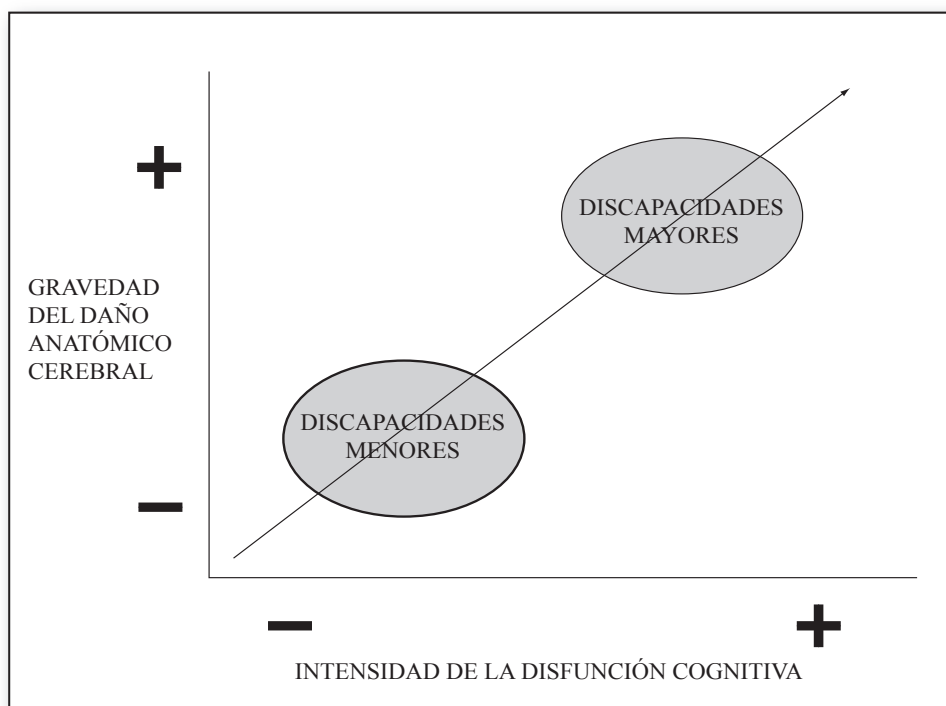 +
DISCAPACIDADES
MAYORES
GRAVEDAD
DEL DAÑO
ANATÓMICO
CEREBRAL
DISCAPACIDADES
MENORES
−
− +
INTENSIDAD DE LA DISFUNCIÓN COGNITIVA